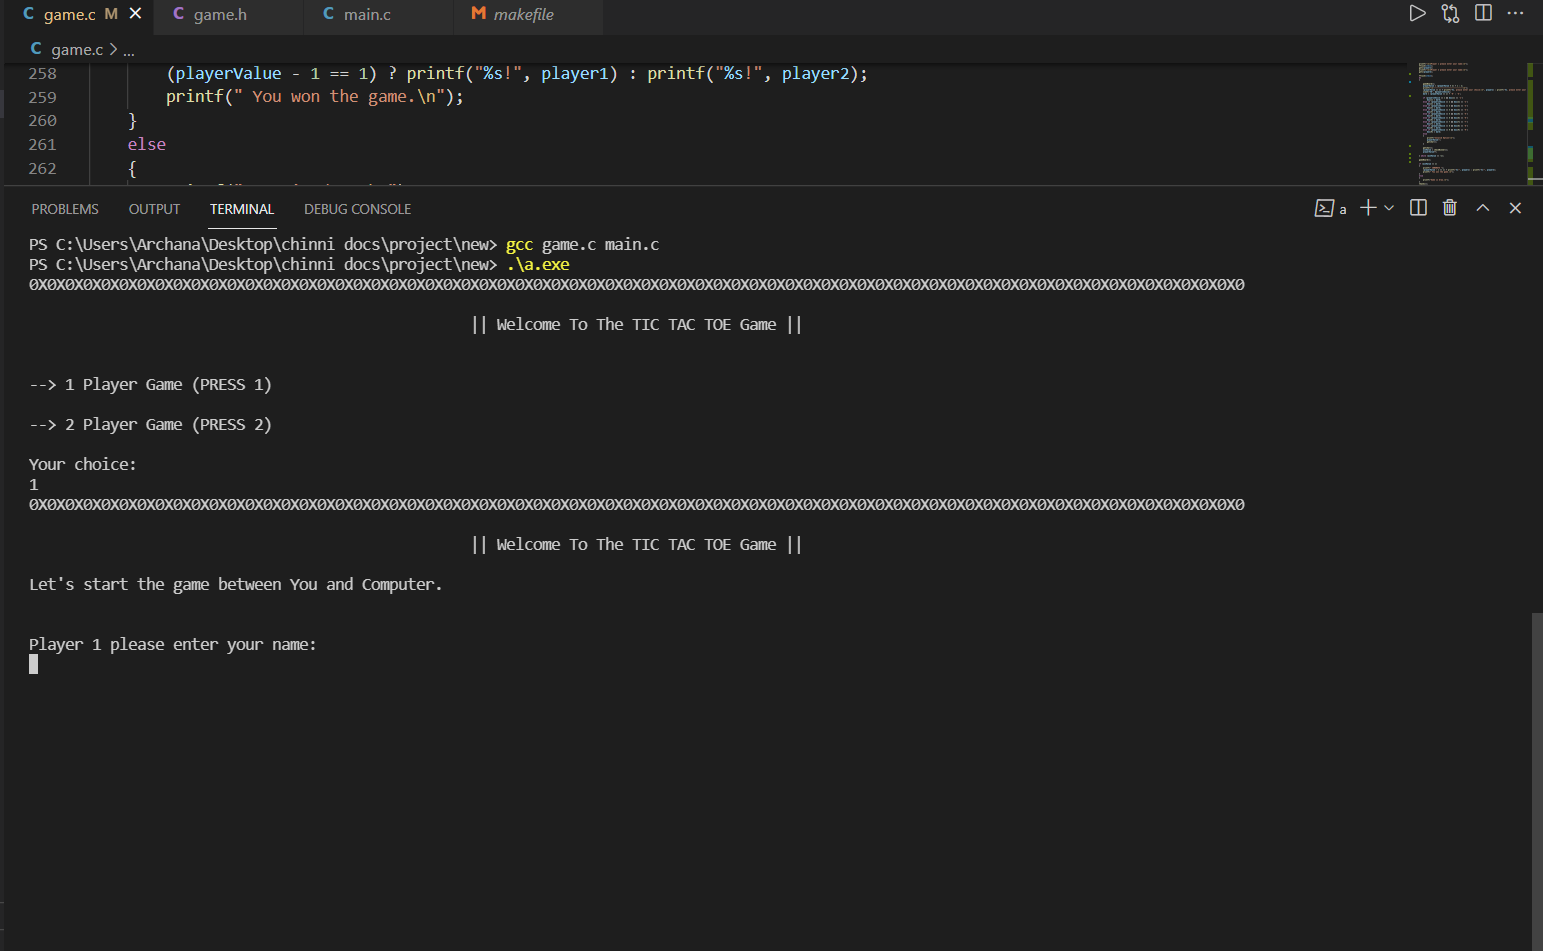 C game.c M × C game.h C main.c M makefile
C game.c > ...
258 (playerValue - 1 == 1) ? printf("%s!", player1) : printf("%s!", player2);
259 printf(" You won the game.\n");
260 }
261 else
262 {
PROBLEMS OUTPUT TERMINAL DEBUG CONSOLE a
PS C:\Users\Archana\Desktop\chinni docs\project\new> gcc game.c main.c
PS C:\Users\Archana\Desktop\chinni docs\project\new> .\a.exe
0X0X0X0X0X0X0X0X0X0X0X0X0X0X0X0X0X0X0X0X0X0X0X0X0X0X0X0X0X0X0X0X0X0X0X0X0X0X0X0X0X0X0X0X0X0X0X0X0X0X0X0X0X0X0X0X0X0X0X0X0X0X0X0X0X0X0X0
|| Welcome To The TIC TAC TOE Game ||
--> 1 Player Game (PRESS 1)
--> 2 Player Game (PRESS 2)
Your choice:
1
0X0X0X0X0X0X0X0X0X0X0X0X0X0X0X0X0X0X0X0X0X0X0X0X0X0X0X0X0X0X0X0X0X0X0X0X0X0X0X0X0X0X0X0X0X0X0X0X0X0X0X0X0X0X0X0X0X0X0X0X0X0X0X0X0X0X0X0
|| Welcome To The TIC TAC TOE Game ||
Let's start the game between You and Computer.
Player 1 please enter your name: